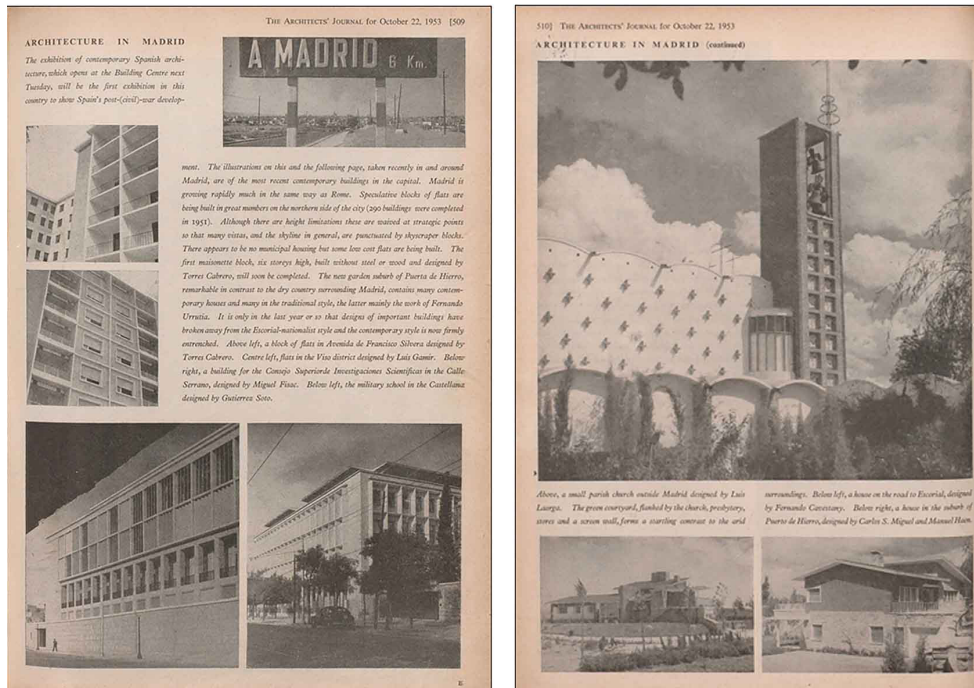 THE ARCHITECTS' JOURNAL for October 22, 1953 [509
ARCHITECTURE IN MADRID
The exhibition of contemporary Spanish archi-
tecture, which opens at the Building Centre next
Tuesday, will be the first exhibition in this
country to show Spain's post-(civil)-war develop-
A MADRID 6 Km.
ment. The illustrations on this and the following page, taken recently in and around
Madrid, are of the most recent contemporary buildings in the capital. Madrid is
growing rapidly much in the same way as Rome. Speculative blocks of flats are
being built in great numbers on the northern side of the city (290 buildings were completed
in 1951). Although there are height limitations these are waived at strategic points
so that many vistas, and the skyline in general, are punctuated by skyscraper blocks.
There appears to be no municipal housing but some low cost flats are being built. The
first maisonette block, six storeys high, built without steel or wood and designed by
Torres Cabrero, will soon be completed. The new garden suburb of Puerta de Hierro,
remarkable in contrast to the dry country surrounding Madrid, contains many contem-
porary houses and many in the traditional style, the latter mainly the work of Fernando
Urrutia. It is only in the last year or so that designs of important buildings have
broken away from the Escorial-nationalist style and the contemporary style is now firmly
entrenched. Above left, a block of flats in Avenida de Francisco Silvera designed by
Torres Cabrero. Centre left, flats in the Viso district designed by Luis Gamir. Below
right, a building for the Consejo Superiorde Investigaciones Scientificas in the Calle
Serrano, designed by Miguel Fisac. Below left, the military school in the Castellana
designed by Gutierrez Soto.
E
510] THE ARCHITECTS' JOURNAL for October 22, 1953
ARCHITECTURE IN MADRID (continued)
Above, a small parish church outside Madrid designed by Luis
Laorga. The green courtyard, flanked by the church, presbytery,
stores and a screen wall, forms a startling contrast to the arid
surroundings. Below left, a house on the road to Escorial, designed
by Fernando Cavestany. Below right, a house in the suburb of
Puerto de Hierro, designed by Carlos S. Miguel and Manuel Haen.